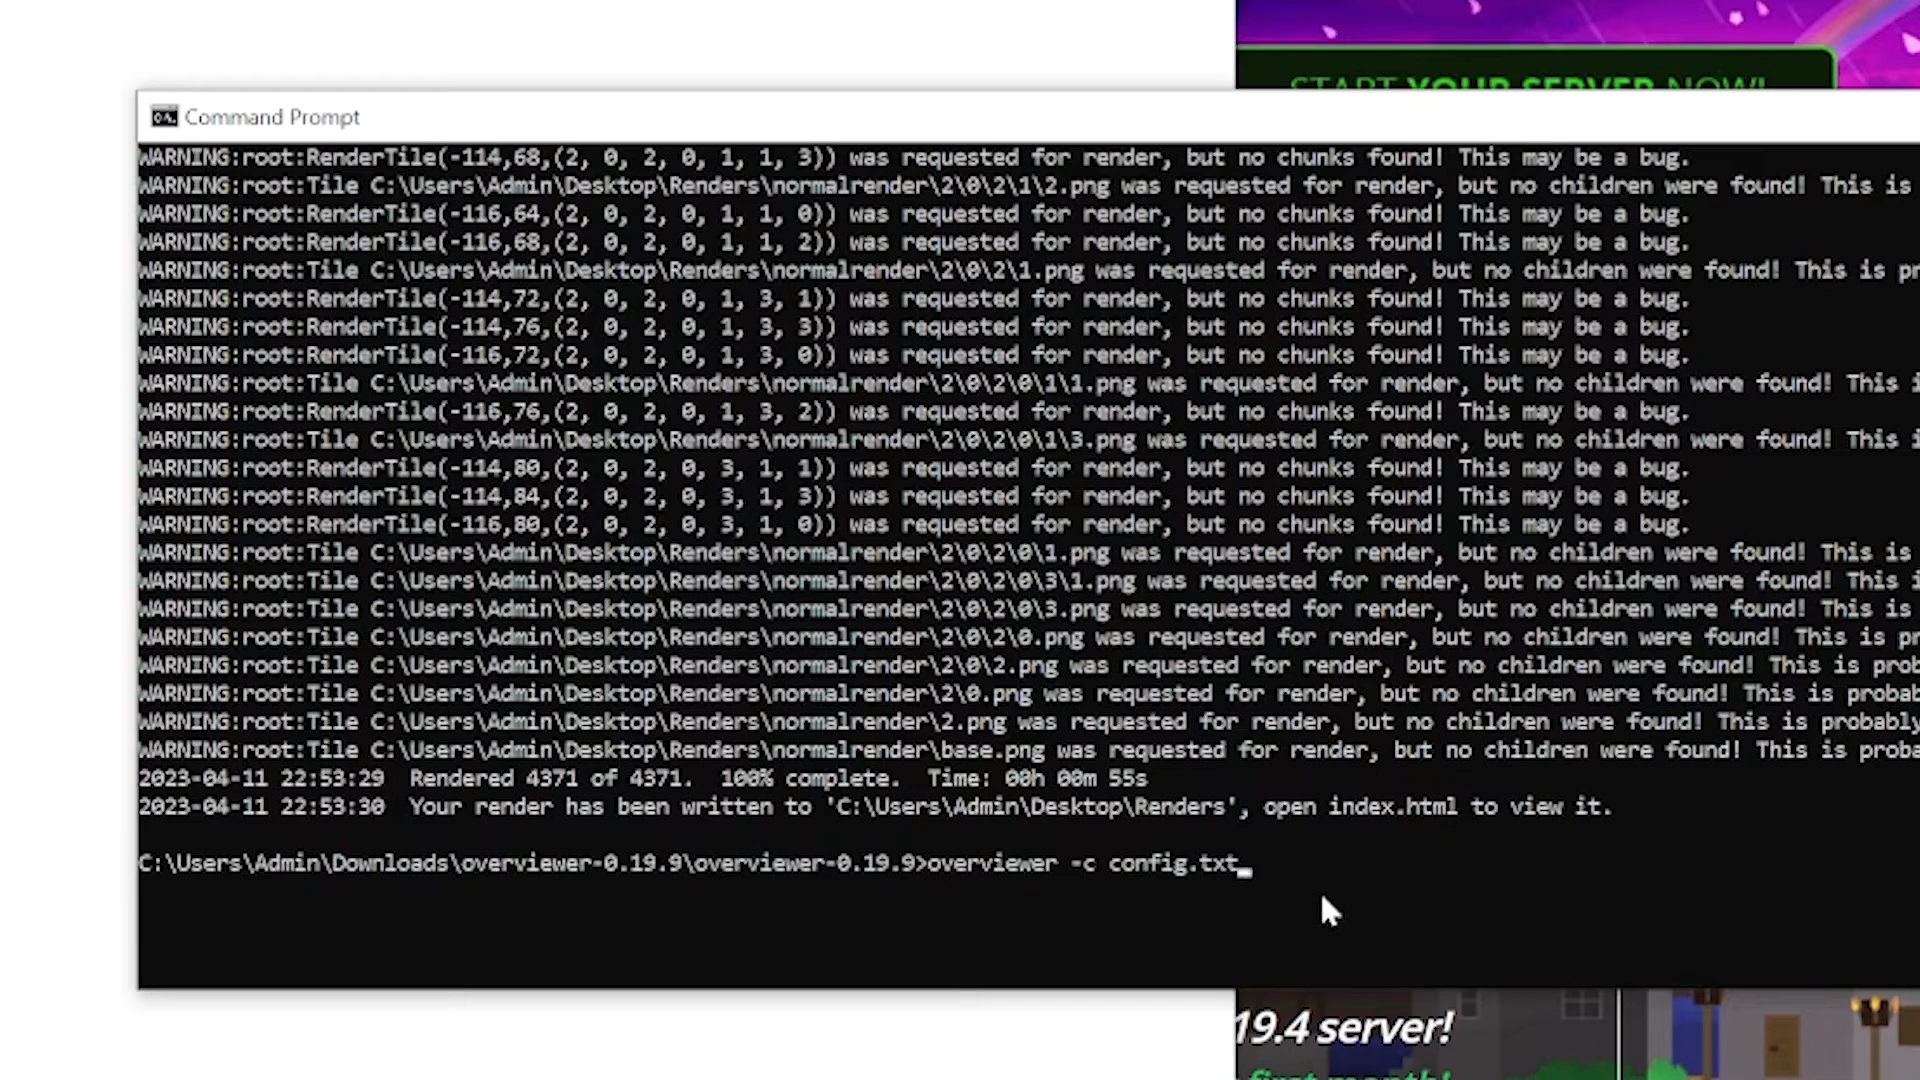 START YOUR SERVER NOW!
Command Prompt
WARNING:root:RenderTile(-114,68,(2, 0, 2, 0, 1, 1, 3)) was requested for render, but no chunks found! This may be a bug.
WARNING:root:Tile C:\Users\Admin\Desktop\Renders\normalrender\2\0\2\1\2.png was requested for render, but no children were found! This is
WARNING:root:RenderTile(-116,64,(2, 0, 2, 0, 1, 1, 0)) was requested for render, but no chunks found! This may be a bug.
WARNING:root:RenderTile(-116,68,(2, 0, 2, 0, 1, 1, 2)) was requested for render, but no chunks found! This may be a bug.
WARNING:root:Tile C:\Users\Admin\Desktop\Renders\normalrender\2\0\2\1.png was requested for render, but no children were found! This is pr
WARNING:root:RenderTile(-114,72,(2, 0, 2, 0, 1, 3, 1)) was requested for render, but no chunks found! This may be a bug.
WARNING:root:RenderTile(-114,76,(2, 0, 2, 0, 1, 3, 3)) was requested for render, but no chunks found! This may be a bug.
WARNING:root:RenderTile(-116,72,(2, 0, 2, 0, 1, 3, 0)) was requested for render, but no chunks found! This may be a bug.
WARNING:root:Tile C:\Users\Admin\Desktop\Renders\normalrender\2\0\2\0\1\1.png was requested for render, but no children were found! This i
WARNING:root:RenderTile(-116,76,(2, 0, 2, 0, 1, 3, 2)) was requested for render, but no chunks found! This may be a bug.
WARNING:root:Tile C:\Users\Admin\Desktop\Renders\normalrender\2\0\2\0\1\3.png was requested for render, but no children were found! This i
WARNING:root:RenderTile(-114,80,(2, 0, 2, 0, 3, 1, 1)) was requested for render, but no chunks found! This may be a bug.
WARNING:root:RenderTile(-114,84,(2, 0, 2, 0, 3, 1, 3)) was requested for render, but no chunks found! This may be a bug.
WARNING:root:RenderTile(-116,80,(2, 0, 2, 0, 3, 1, 0)) was requested for render, but no chunks found! This may be a bug.
WARNING:root:Tile C:\Users\Admin\Desktop\Renders\normalrender\2\0\2\0\1.png was requested for render, but no children were found! This is
WARNING:root:Tile C:\Users\Admin\Desktop\Renders\normalrender\2\0\2\0\3\1.png was requested for render, but no children were found! This i
WARNING:root:Tile C:\Users\Admin\Desktop\Renders\normalrender\2\0\2\0\3.png was requested for render, but no children were found! This is
WARNING:root:Tile C:\Users\Admin\Desktop\Renders\normalrender\2\0\2\0.png was requested for render, but no children were found! This is pr
WARNING:root:Tile C:\Users\Admin\Desktop\Renders\normalrender\2\0\2.png was requested for render, but no children were found! This is prob
WARNING:root:Tile C:\Users\Admin\Desktop\Renders\normalrender\2\0.png was requested for render, but no children were found! This is probab
WARNING:root:Tile C:\Users\Admin\Desktop\Renders\normalrender\2.png was requested for render, but no children were found! This is probably
WARNING:root:Tile C:\Users\Admin\Desktop\Renders\normalrender\base.png was requested for render, but no children were found! This is proba
2023-04-11 22:53:29 Rendered 4371 of 4371. 100% complete. Time: 00h 00m 55s
2023-04-11 22:53:30 Your render has been written to 'C:\Users\Admin\Desktop\Renders', open index.html to view it.
C:\Users\Admin\Downloads\overviewer-0.19.9\overviewer-0.19.9>overviewer -c config.txt
19.4 server!
first month!